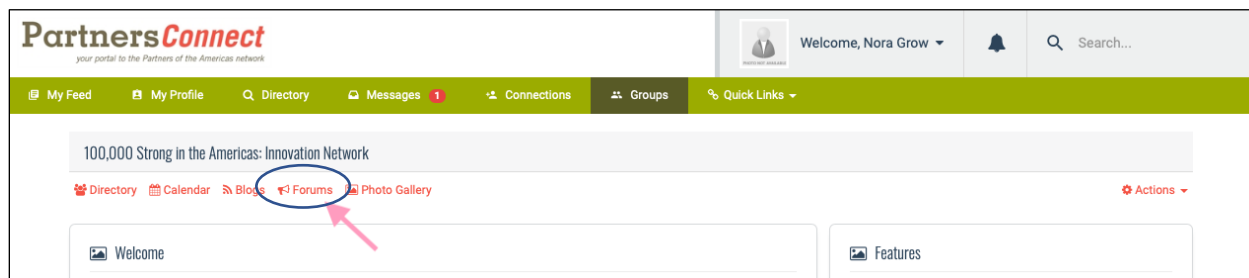 PartnersConnect
your portal to the Partners of the Americas network
Welcome, Nora Grow
Search...
My Feed My Profile Directory Messages 1 Connections Groups Quick Links
100,000 Strong in the Americas: Innovation Network
Directory Calendar Blogs Forums Photo Gallery Actions
Welcome Features